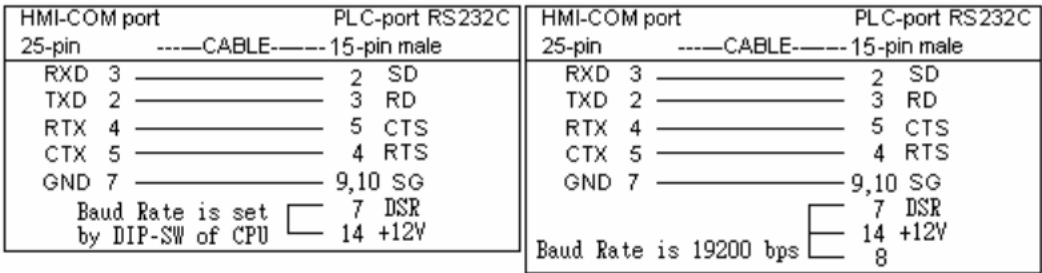 HMI-COM port PLC-port RS232C
25-pin -----CABLE------ 15-pin male
RXD 3 2 SD
TXD 2 3 RD
RTX 4 5 CTS
CTX 5 4 RTS
GND 7 9,10 SG
Baud Rate is set 7 DSR
by DIP-SW of CPU 14 +12V
HMI-COM port PLC-port RS232C
25-pin -----CABLE------ 15-pin male
RXD 3 2 SD
TXD 2 3 RD
RTX 4 5 CTS
CTX 5 4 RTS
GND 7 9,10 SG
7 DSR
14 +12V
Baud Rate is 19200 bps 8